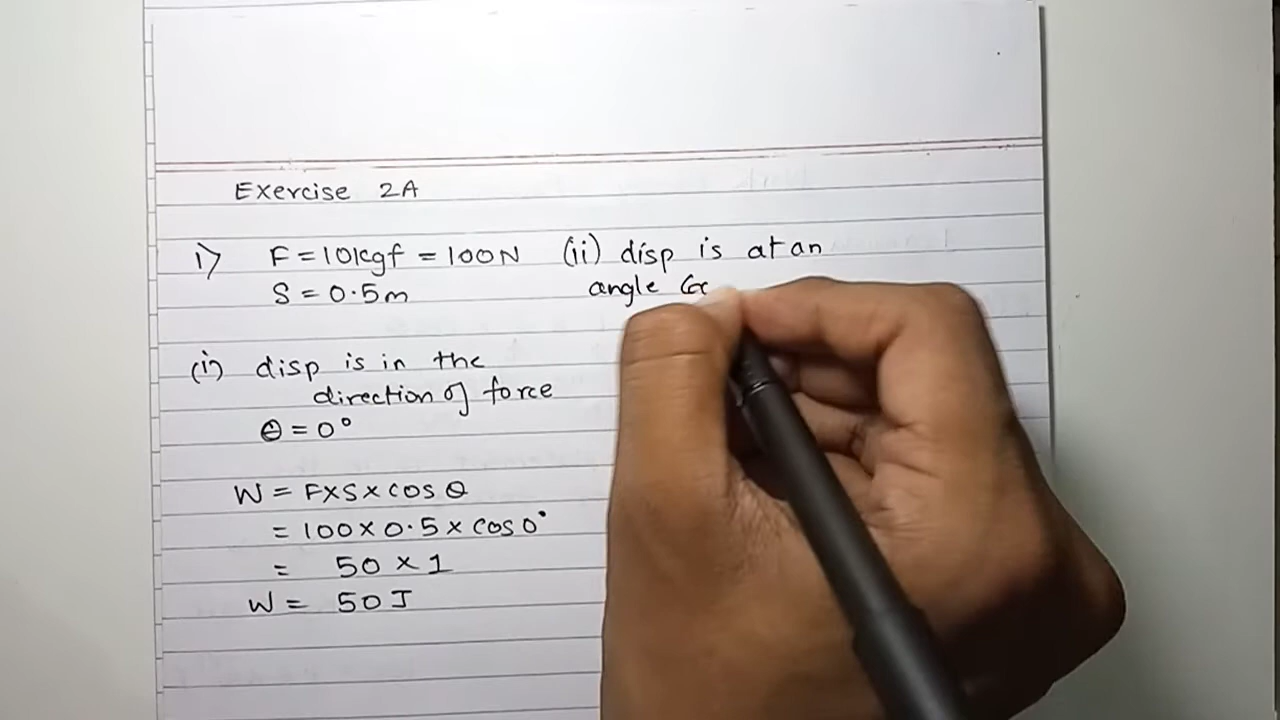 Exercise 2A
1) F = 10kgf = 100N
S = 0.5m
(i) disp is in the
direction of force
θ = 0°
W = F×S×cos θ
= 100 × 0.5 × cos 0°
= 50 × 1
W = 50 J
(ii) disp is at an
angle